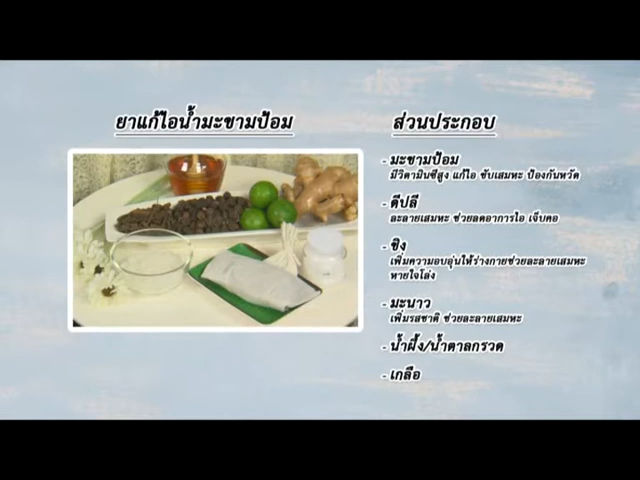 ยาแก้ไอน้ำมะขามป้อม
ส่วนประกอบ
- มะขามป้อม
มีวิตามินซีสูง แก้ไอ ขับเสมหะ ป้องกันหวัด
- ดีปลี
ละลายเสมหะ ช่วยลดอาการไอ เจ็บคอ
- ขิง
เพิ่มความอบอุ่นให้ร่างกายช่วยละลายเสมหะ
หายใจโล่ง
- มะนาว
เพิ่มรสชาติ ช่วยละลายเสมหะ
- น้ำผึ้ง/น้ำตาลกรวด
- เกลือ